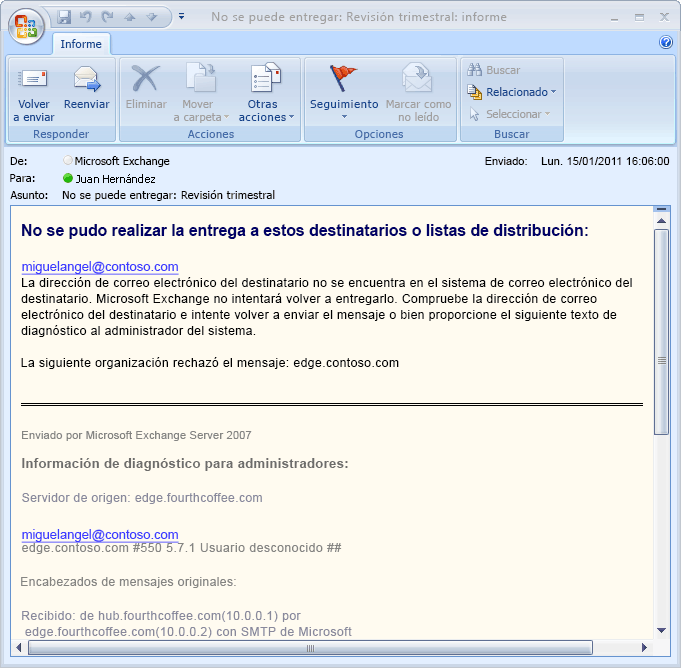 No se puede entregar: Revisión trimestral: informe
Informe
Volver a enviar
Reenviar
Responder
Eliminar
Mover a carpeta
Otras acciones
Acciones
Seguimiento
Marcar como no leído
Opciones
Buscar
Relacionado
Seleccionar
Buscar
De: Microsoft Exchange Enviado: Lun. 15/01/2011 16:06:00
Para: Juan Hernández
Asunto: No se puede entregar: Revisión trimestral
No se pudo realizar la entrega a estos destinatarios o listas de distribución:
miguelangel@contoso.com
La dirección de correo electrónico del destinatario no se encuentra en el sistema de correo electrónico del
destinatario. Microsoft Exchange no intentará volver a entregarlo. Compruebe la dirección de correo
electrónico del destinatario e intente volver a enviar el mensaje o bien proporcione el siguiente texto de
diagnóstico al administrador del sistema.
La siguiente organización rechazó el mensaje: edge.contoso.com
Enviado por Microsoft Exchange Server 2007
Información de diagnóstico para administradores:
Servidor de origen: edge.fourthcoffee.com
miguelangel@contoso.com
edge.contoso.com #550 5.7.1 Usuario desconocido ##
Encabezados de mensajes originales:
Recibido: de hub.fourthcoffee.com(10.0.0.1) por
edge.fourthcoffee.com(10.0.0.2) con SMTP de Microsoft